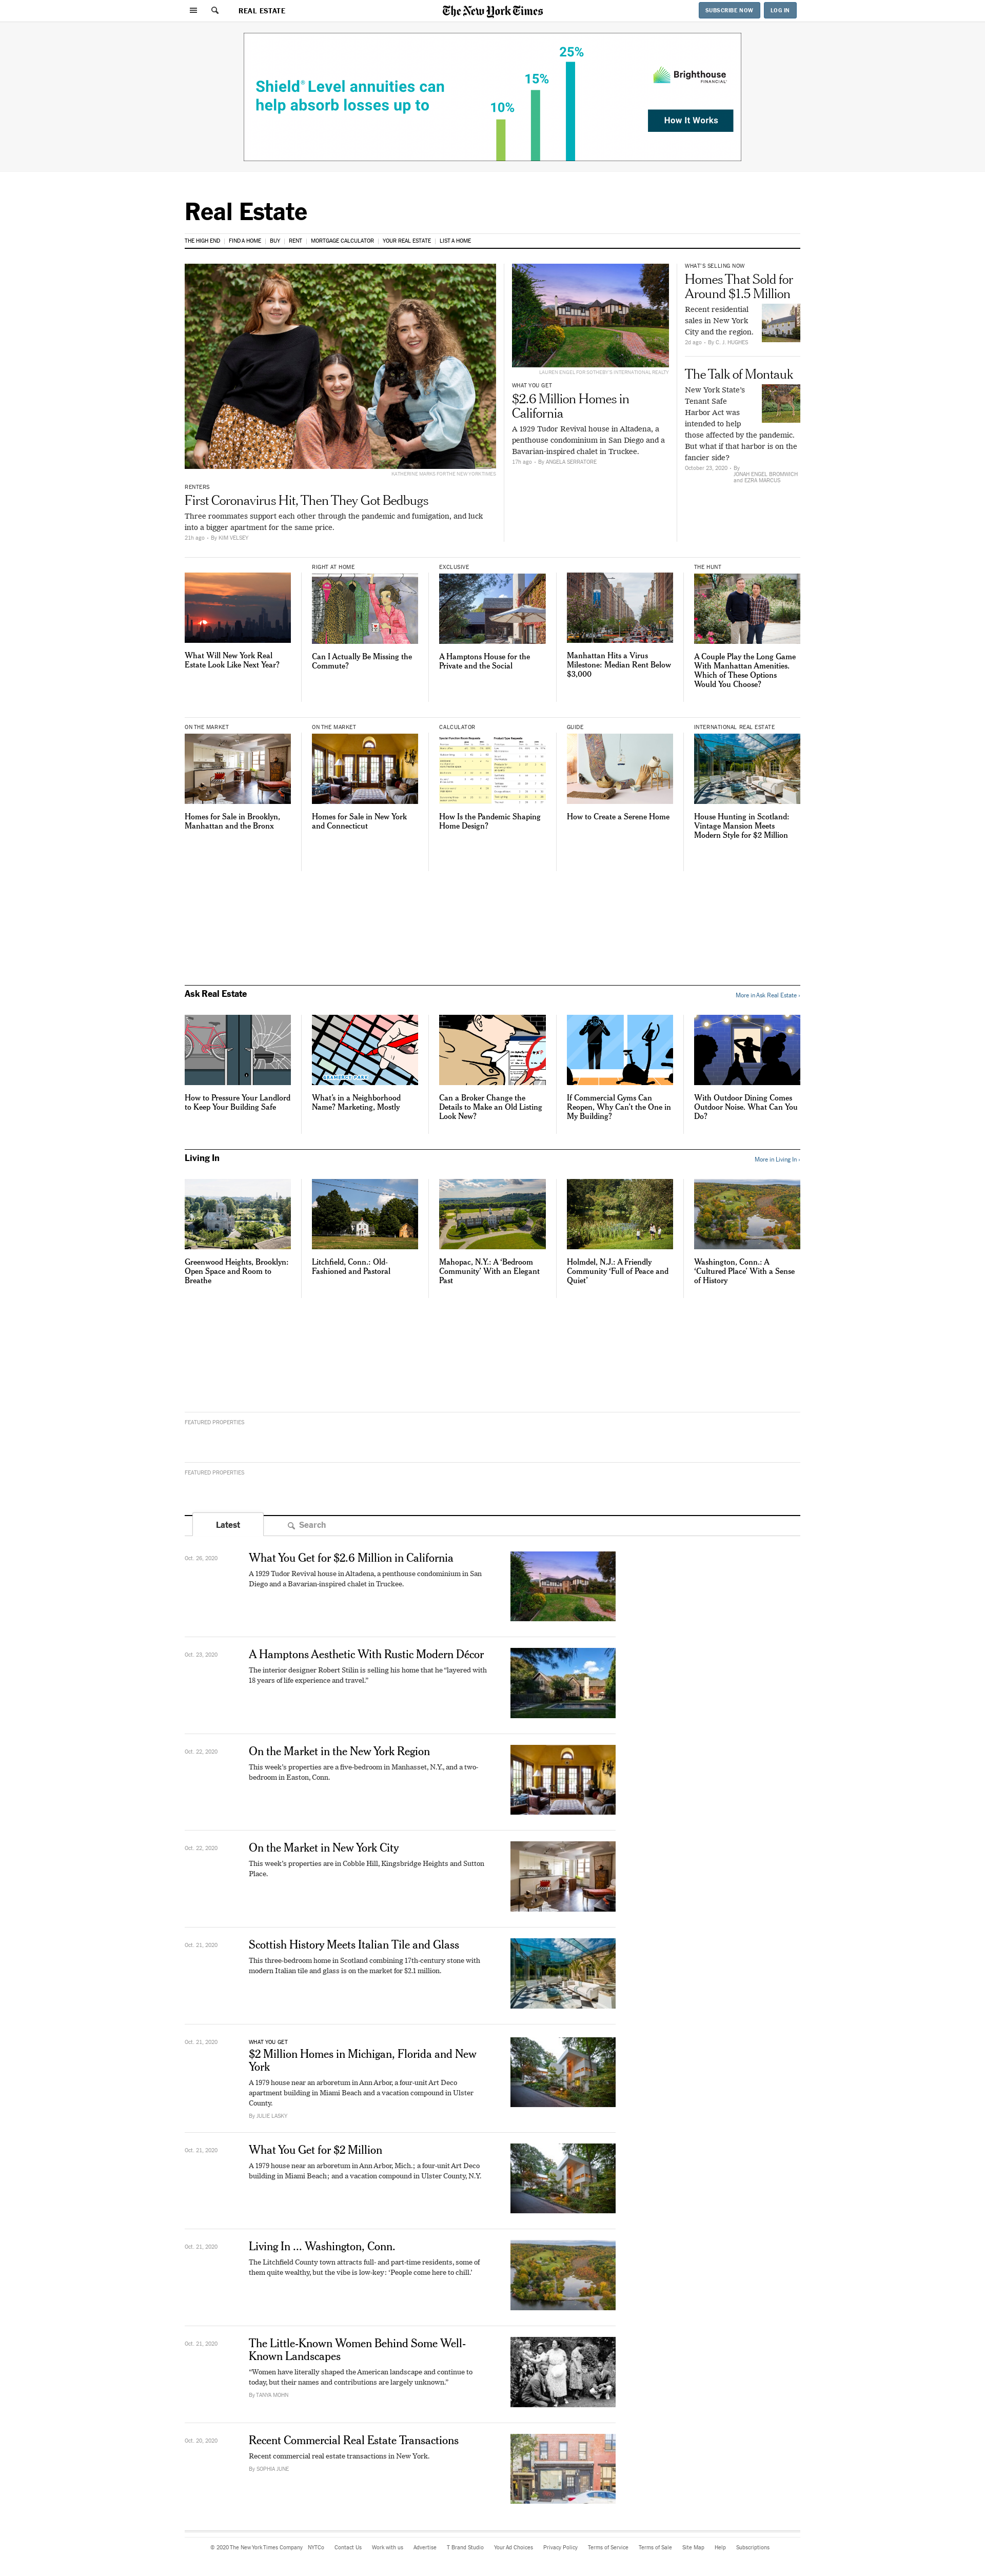 REAL ESTATE
The New York Times
SUBSCRIBE NOW
LOG IN
Shield® Level annuities can
help absorb losses up to
10%
15%
25%
Brighthouse
FINANCIAL
How It Works
Real Estate
THE HIGH END
FIND A HOME
BUY
RENT
MORTGAGE CALCULATOR
YOUR REAL ESTATE
LIST A HOME
KATHERINE MARKS FOR THE NEW YORK TIMES
RENTERS
First Coronavirus Hit, Then They Got Bedbugs
Three roommates support each other through the pandemic and fumigation, and luck
into a bigger apartment for the same price.
21h ago · By KIM VELSEY
LAUREN ENGEL FOR SOTHEBY'S INTERNATIONAL REALTY
WHAT YOU GET
$2.6 Million Homes in
California
A 1929 Tudor Revival house in Altadena, a
penthouse condominium in San Diego and a
Bavarian-inspired chalet in Truckee.
17h ago · By ANGELA SERRATORE
WHAT'S SELLING NOW
Homes That Sold for
Around $1.5 Million
Recent residential
sales in New York
City and the region.
2d ago · By C. J. HUGHES
The Talk of Montauk
New York State's
Tenant Safe
Harbor Act was
intended to help
those affected by the pandemic.
But what if that harbor is on the
fancier side?
October 23, 2020 · By
JONAH ENGEL BROMWICH
and EZRA MARCUS
What Will New York Real
Estate Look Like Next Year?
RIGHT AT HOME
Can I Actually Be Missing the
Commute?
EXCLUSIVE
A Hamptons House for the
Private and the Social
Manhattan Hits a Virus
Milestone: Median Rent Below
$3,000
THE HUNT
A Couple Play the Long Game
With Manhattan Amenities.
Which of These Options
Would You Choose?
ON THE MARKET
Homes for Sale in Brooklyn,
Manhattan and the Bronx
ON THE MARKET
Homes for Sale in New York
and Connecticut
CALCULATOR
How Is the Pandemic Shaping
Home Design?
GUIDE
How to Create a Serene Home
INTERNATIONAL REAL ESTATE
House Hunting in Scotland:
Vintage Mansion Meets
Modern Style for $2 Million
Ask Real Estate
More in Ask Real Estate ›
GRAMERCY PARK
How to Pressure Your Landlord
to Keep Your Building Safe
What's in a Neighborhood
Name? Marketing, Mostly
Can a Broker Change the
Details to Make an Old Listing
Look New?
If Commercial Gyms Can
Reopen, Why Can't the One in
My Building?
With Outdoor Dining Comes
Outdoor Noise. What Can You
Do?
Living In
More in Living In ›
Greenwood Heights, Brooklyn:
Open Space and Room to
Breathe
Litchfield, Conn.: Old-
Fashioned and Pastoral
Mahopac, N.Y.: A 'Bedroom
Community' With an Elegant
Past
Holmdel, N.J.: A Friendly
Community 'Full of Peace and
Quiet'
Washington, Conn.: A
'Cultured Place' With a Sense
of History
FEATURED PROPERTIES
FEATURED PROPERTIES
Latest
Search
Oct. 26, 2020
What You Get for $2.6 Million in California
A 1929 Tudor Revival house in Altadena, a penthouse condominium in San
Diego and a Bavarian-inspired chalet in Truckee.
Oct. 23, 2020
A Hamptons Aesthetic With Rustic Modern Décor
The interior designer Robert Stilin is selling his home that he "layered with
18 years of life experience and travel."
Oct. 22, 2020
On the Market in the New York Region
This week's properties are a five-bedroom in Manhasset, N.Y., and a two-
bedroom in Easton, Conn.
Oct. 22, 2020
On the Market in New York City
This week's properties are in Cobble Hill, Kingsbridge Heights and Sutton
Place.
Oct. 21, 2020
Scottish History Meets Italian Tile and Glass
This three-bedroom home in Scotland combining 17th-century stone with
modern Italian tile and glass is on the market for $2.1 million.
Oct. 21, 2020
WHAT YOU GET
$2 Million Homes in Michigan, Florida and New
York
A 1979 house near an arboretum in Ann Arbor, a four-unit Art Deco
apartment building in Miami Beach and a vacation compound in Ulster
County.
By JULIE LASKY
Oct. 21, 2020
What You Get for $2 Million
A 1979 house near an arboretum in Ann Arbor, Mich.; a four-unit Art Deco
building in Miami Beach; and a vacation compound in Ulster County, N.Y.
Oct. 21, 2020
Living In ... Washington, Conn.
The Litchfield County town attracts full- and part-time residents, some of
them quite wealthy, but the vibe is low-key: 'People come here to chill.'
Oct. 21, 2020
The Little-Known Women Behind Some Well-
Known Landscapes
"Women have literally shaped the American landscape and continue to
today, but their names and contributions are largely unknown."
By TANYA MOHN
Oct. 20, 2020
Recent Commercial Real Estate Transactions
Recent commercial real estate transactions in New York.
By SOPHIA JUNE
© 2020 The New York Times Company
NYTCo
Contact Us
Work with us
Advertise
T Brand Studio
Your Ad Choices
Privacy Policy
Terms of Service
Terms of Sale
Site Map
Help
Subscriptions